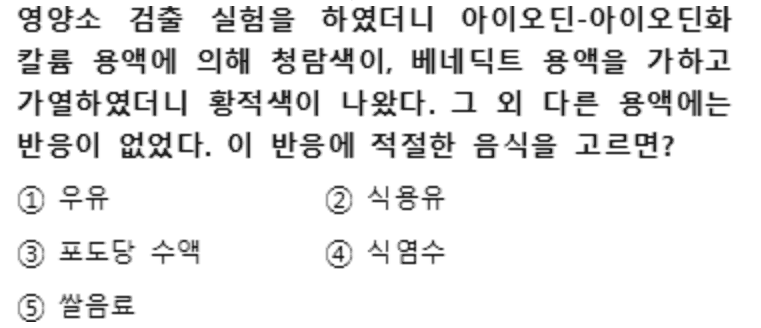 영양소 검출 실험을 하였더니 아이오딘-아이오딘화
칼륨 용액에 의해 청람색이, 베네딕트 용액을 가하고
가열하였더니 황적색이 나왔다. 그 외 다른 용액에는
반응이 없었다. 이 반응에 적절한 음식을 고르면?
① 우유 ② 식용유
③ 포도당 수액 ④ 식염수
⑤ 쌀음료